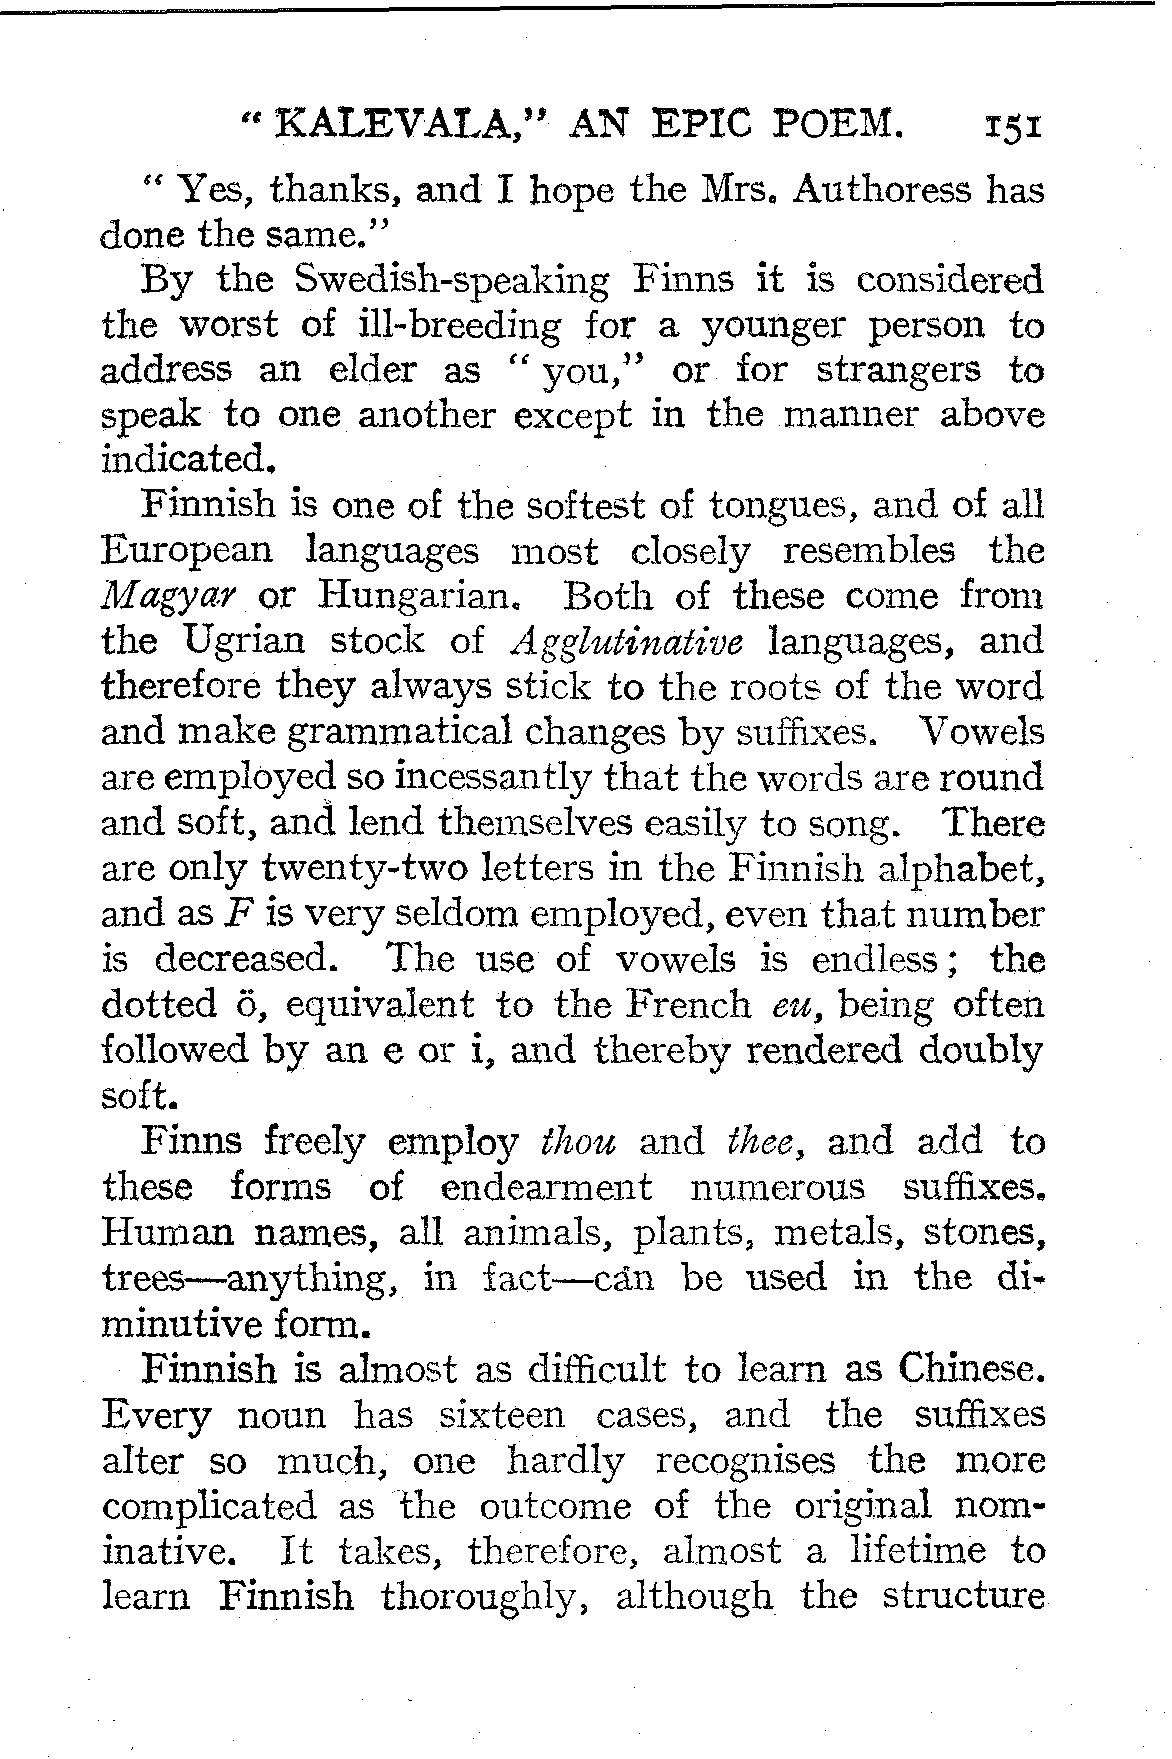 “ KALEVALA,” AN EPIC POEM. 151
“ Yes, thanks, and I hope the Mrs. Authoress has
done the same.”
By the Swedish-speaking Finns it is considered
the worst of ill-breeding for a younger person to
address an elder as “ you,” or for strangers to
speak to one another except in the manner above
indicated.
Finnish is one of the softest of tongues, and of all
European languages most closely resembles the
Magyar or Hungarian. Both of these come from
the Ugrian stock of Agglutinative languages, and
therefore they always stick to the roots of the word
and make grammatical changes by suffixes. Vowels
are employed so incessantly that the words are round
and soft, and lend themselves easily to song. There
are only twenty-two letters in the Finnish alphabet,
and as F is very seldom employed, even that number
is decreased. The use of vowels is endless ; the
dotted ö, equivalent to the French eu, being often
followed by an e or i, and thereby rendered doubly
soft.
Finns freely employ thou and thee, and add to
these forms of endearment numerous suffixes.
Human names, all animals, plants, metals, stones,
trees—anything, in fact—can be used in the di-
minutive form.
Finnish is almost as difficult to learn as Chinese.
Every noun has sixteen cases, and the suffixes
alter so much, one hardly recognises the more
complicated as the outcome of the original nom-
inative. It takes, therefore, almost a lifetime to
learn Finnish thoroughly, although the structure